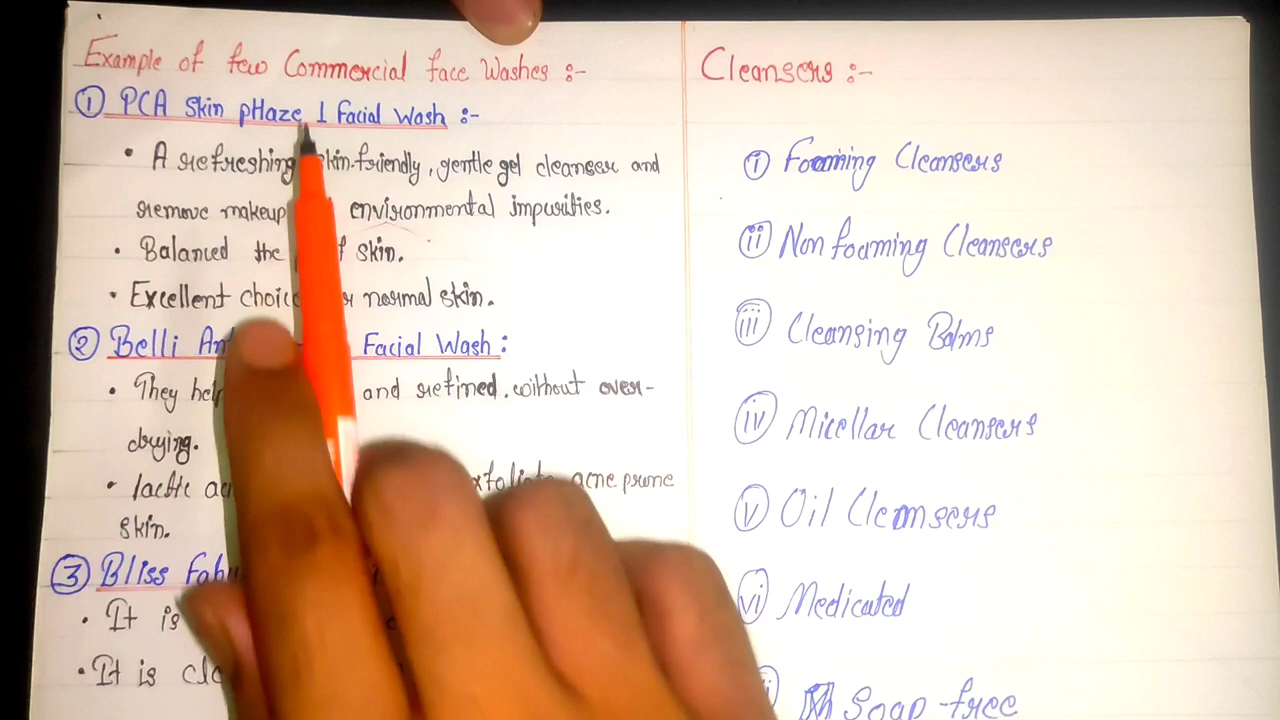 Example of few Commercial face Washes :-
① PCA Skin pHaze 1 Facial Wash :-
• A refreshing skin-friendly, gentle gel cleanser and
remove makeup environmental impurities.
• Balanced the of skin.
• Excellent choice normal skin.
② Belli Facial Wash :
• They help and refined. without over-
drying.
• lactic acne prone
skin.
③ Bliss
• It is
• It is
Cleansers :-
i Foaming Cleansers
ii Non foaming Cleansers
iii Cleansing Balms
iv Micellar Cleansers
v Oil Cleansers
vi Medicated
Soap-free